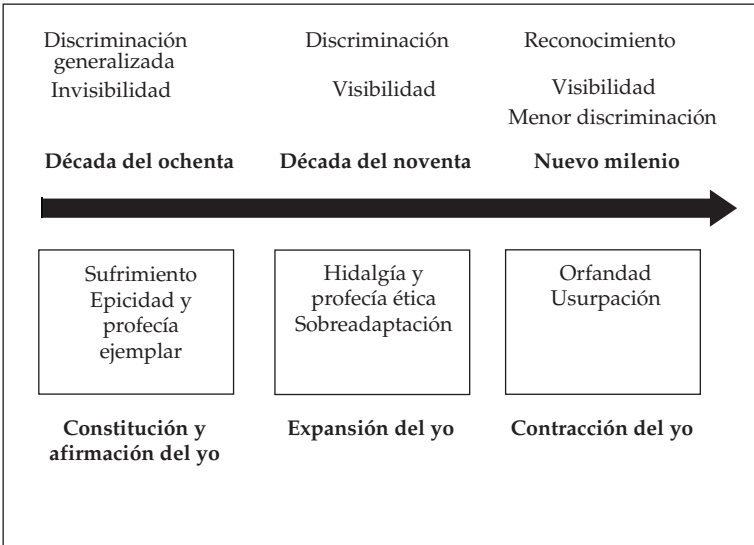 Discriminación
generalizada
Invisibilidad
Discriminación
Visibilidad
Reconocimiento
Visibilidad
Menor discriminación
Década del ochenta
Década del noventa
Nuevo milenio
Sufrimiento
Epicidad y
profecía
ejemplar
Hidalgía y
profecía ética
Sobreadaptación
Orfandad
Usurpación
Constitución y
afirmación del yo
Expansión del yo
Contracción del yo